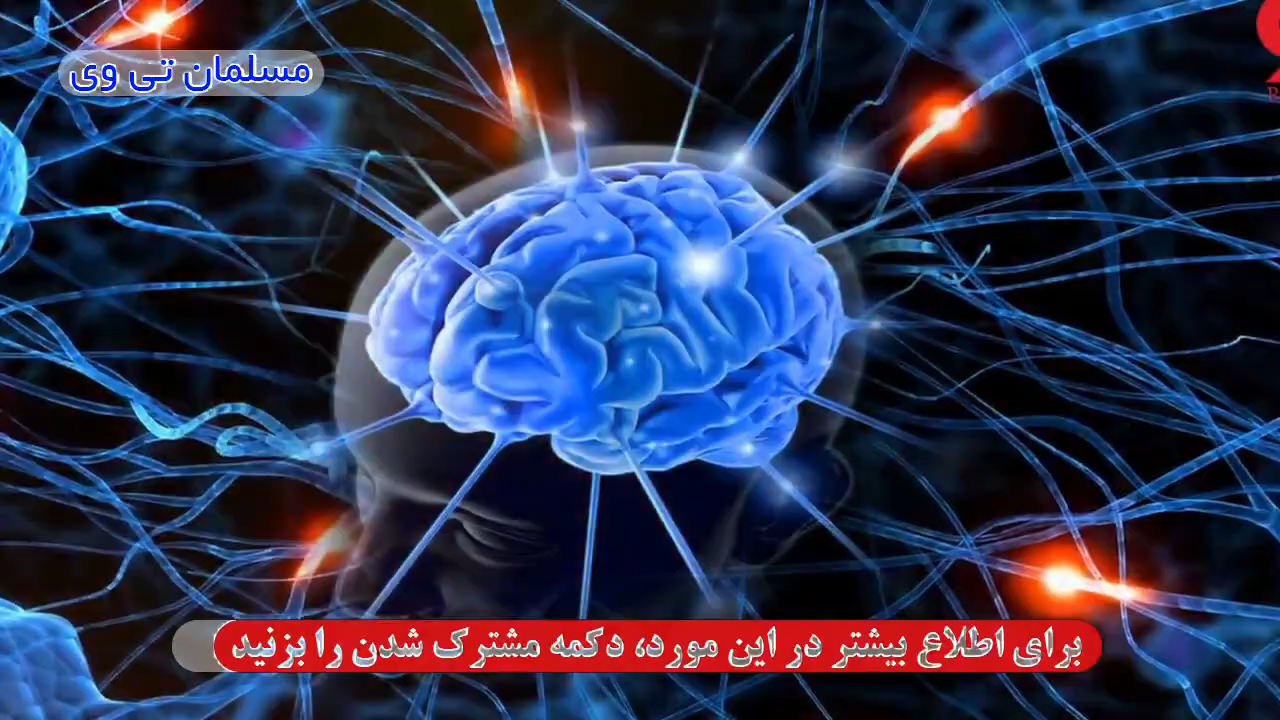 مسلمان تی وی
برای اطلاع بیشتر در این مورد، دکمه مشترک شدن را بزنید